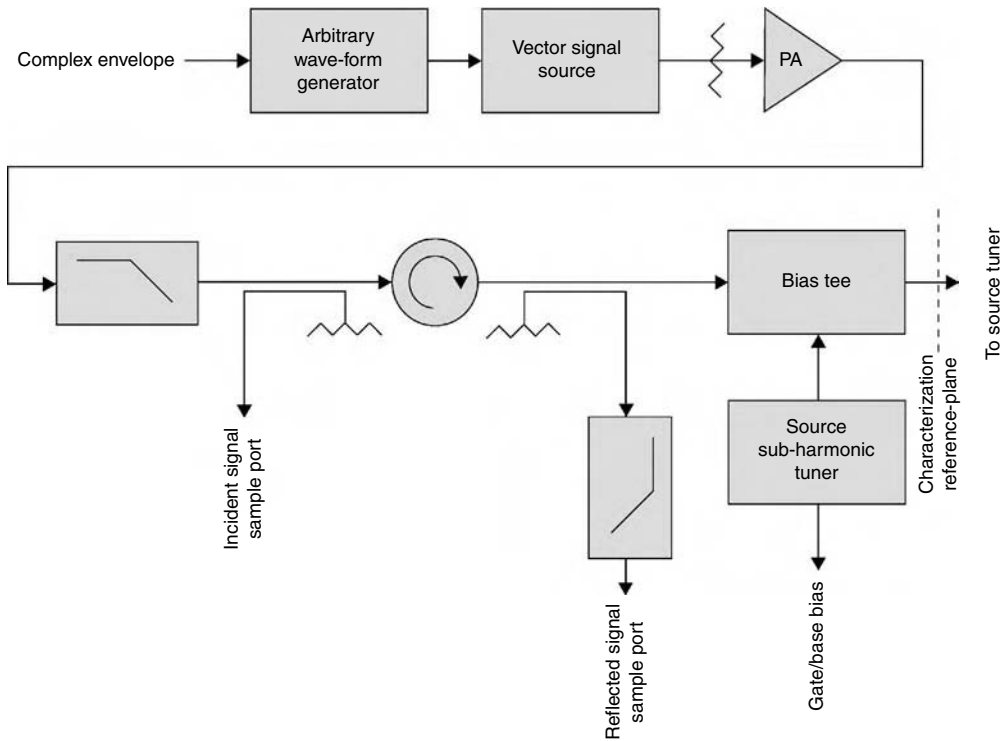 Complex envelope
Arbitrary
wave-form
generator
Vector signal
source
PA
Bias tee
Characterization
reference-plane
To source tuner
Source
sub-harmonic
tuner
Incident signal
sample port
Reflected signal
sample port
Gate/base bias